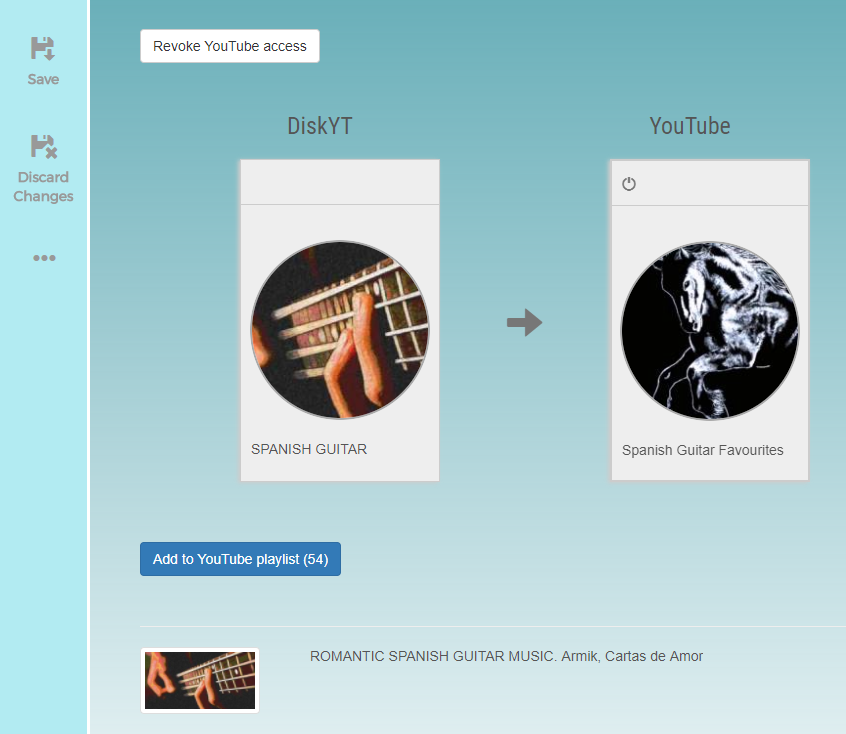 Revoke YouTube access
Save
Discard
Changes
DiskYT
YouTube
SPANISH GUITAR
Spanish Guitar Favourites
Add to YouTube playlist (54)
ROMANTIC SPANISH GUITAR MUSIC. Armik, Cartas de Amor